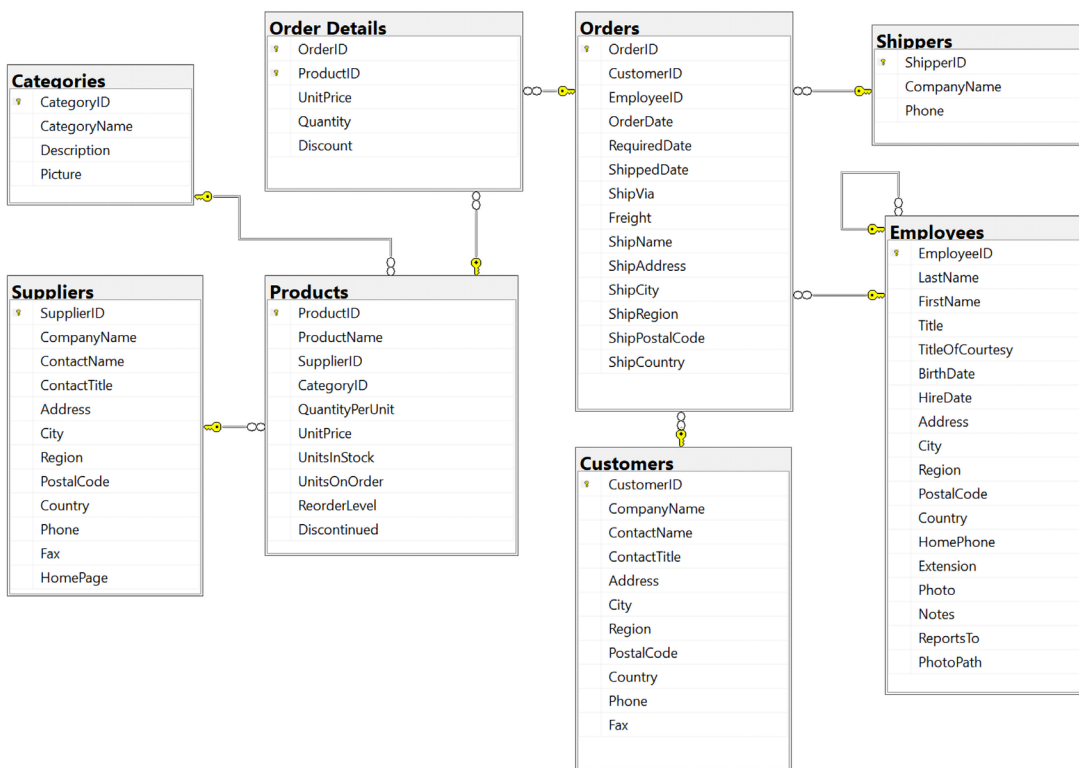 Categories
CategoryID
CategoryName
Description
Picture
Order Details
OrderID
ProductID
UnitPrice
Quantity
Discount
Orders
OrderID
CustomerID
EmployeeID
OrderDate
RequiredDate
ShippedDate
ShipVia
Freight
ShipName
ShipAddress
ShipCity
ShipRegion
ShipPostalCode
ShipCountry
Shippers
ShipperID
CompanyName
Phone
Suppliers
SupplierID
CompanyName
ContactName
ContactTitle
Address
City
Region
PostalCode
Country
Phone
Fax
HomePage
Products
ProductID
ProductName
SupplierID
CategoryID
QuantityPerUnit
UnitPrice
UnitsInStock
UnitsOnOrder
ReorderLevel
Discontinued
Customers
CustomerID
CompanyName
ContactName
ContactTitle
Address
City
Region
PostalCode
Country
Phone
Fax
Employees
EmployeeID
LastName
FirstName
Title
TitleOfCourtesy
BirthDate
HireDate
Address
City
Region
PostalCode
Country
HomePhone
Extension
Photo
Notes
ReportsTo
PhotoPath